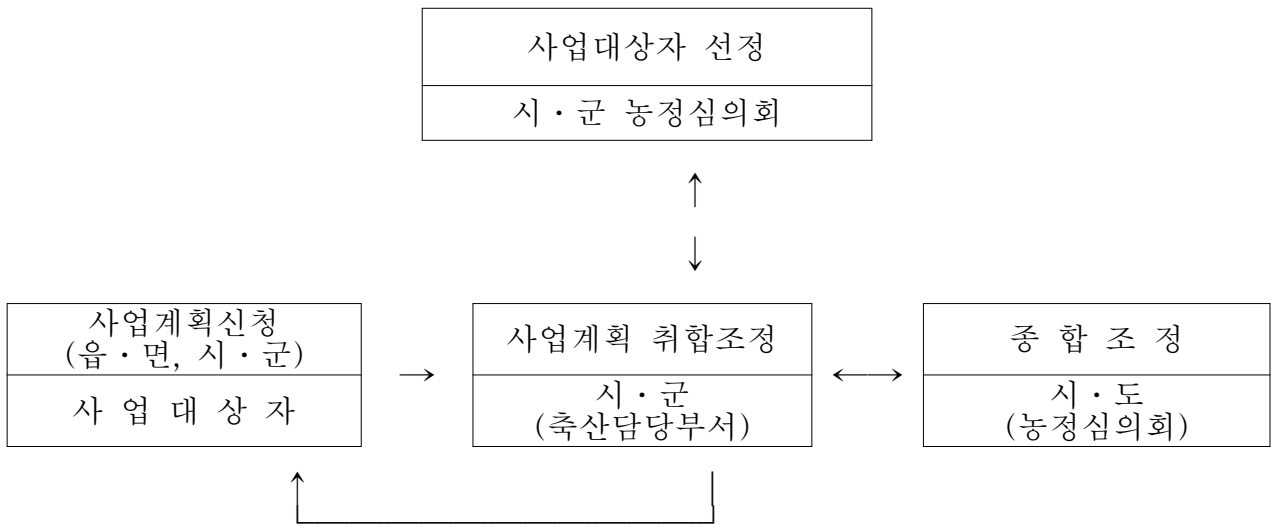 사업대상자 선정
시・군 농정심의회
↑
↓
사업계획신청
(읍・면, 시・군)
사 업 대 상 자
→
사업계획 취합조정
시・군
(축산담당부서)
←→
종 합 조 정
시・도
(농정심의회)